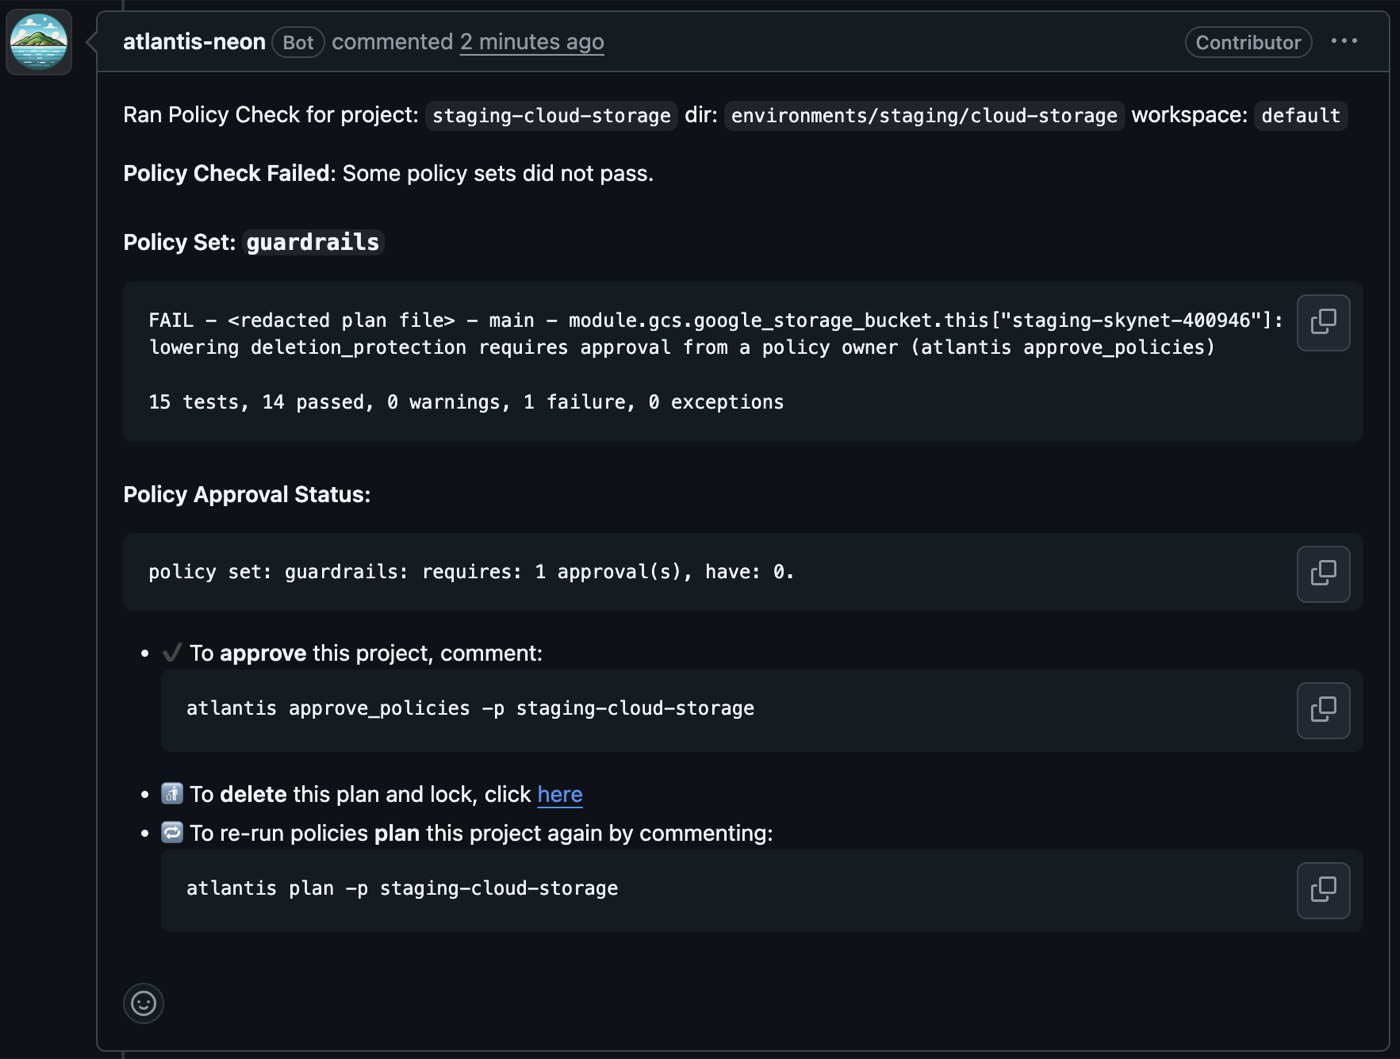 atlantis-neon Bot commented 2 minutes ago Contributor
Ran Policy Check for project: staging-cloud-storage dir: environments/staging/cloud-storage workspace: default
Policy Check Failed: Some policy sets did not pass.
Policy Set: guardrails
FAIL - <redacted plan file> - main - module.gcs.google_storage_bucket.this["staging-skynet-400946"]:
lowering deletion_protection requires approval from a policy owner (atlantis approve_policies)
15 tests, 14 passed, 0 warnings, 1 failure, 0 exceptions
Policy Approval Status:
policy set: guardrails: requires: 1 approval(s), have: 0.
To approve this project, comment:
atlantis approve_policies -p staging-cloud-storage
To delete this plan and lock, click here
To re-run policies plan this project again by commenting:
atlantis plan -p staging-cloud-storage